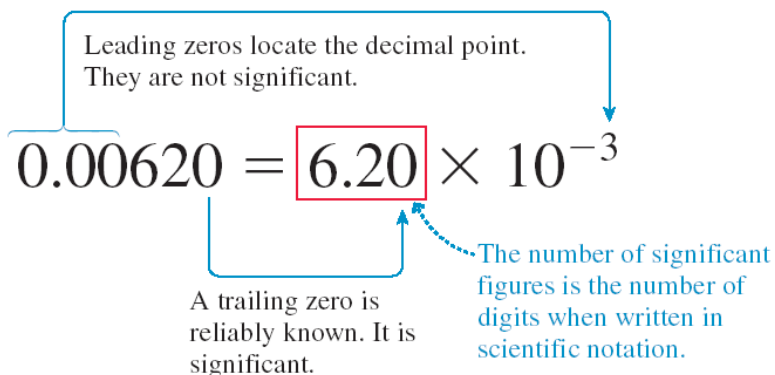 Leading zeros locate the decimal point.
They are not significant.
0.00620 = 6.20 × 10⁻³
A trailing zero is
reliably known. It is
significant.
The number of significant
figures is the number of
digits when written in
scientific notation.